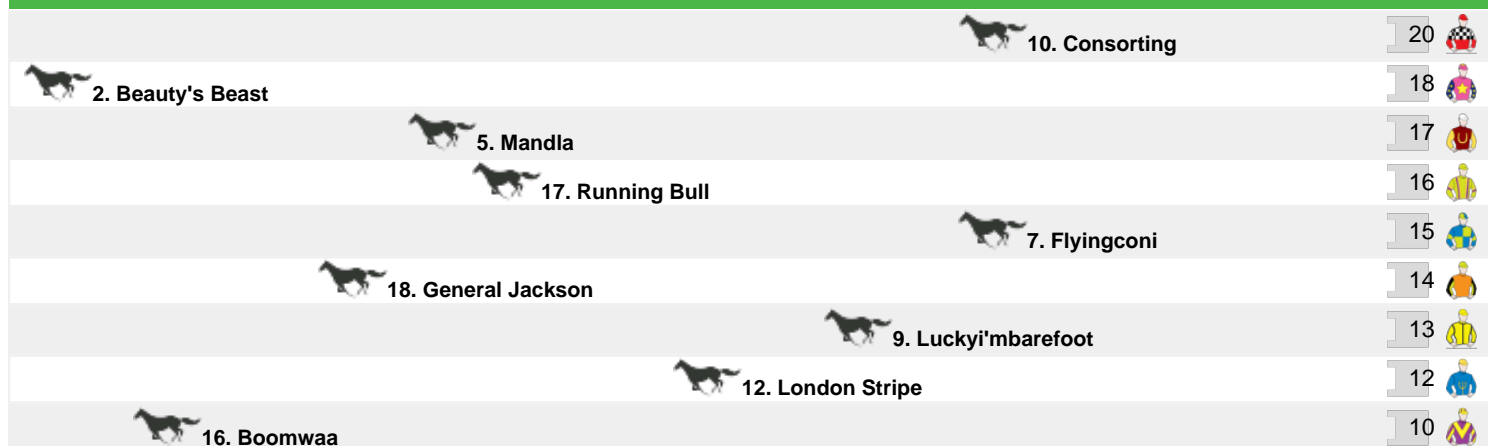 10. Consorting 20
2. Beauty's Beast 18
5. Mandla 17
17. Running Bull 16
7. Flyingconi 15
18. General Jackson 14
9. Luckyi'mbarefoot 13
12. London Stripe 12
16. Boomwaa 10